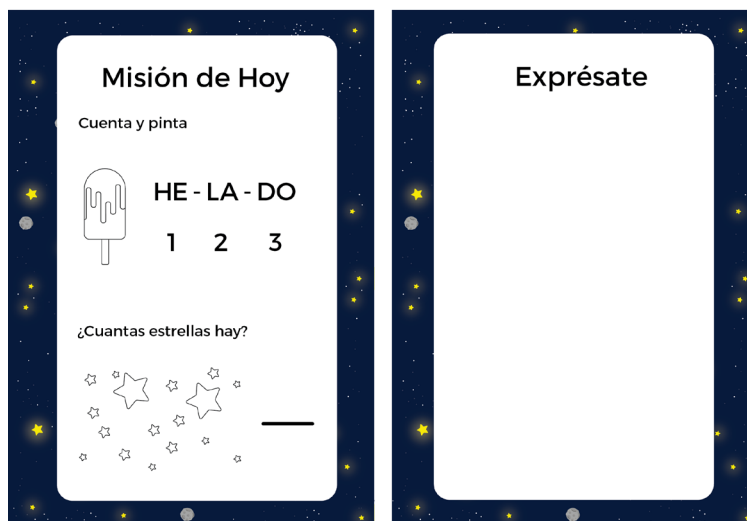 Misión de Hoy
Cuenta y pinta
HE - LA - DO
1 2 3
¿Cuantas estrellas hay?
Exprésate